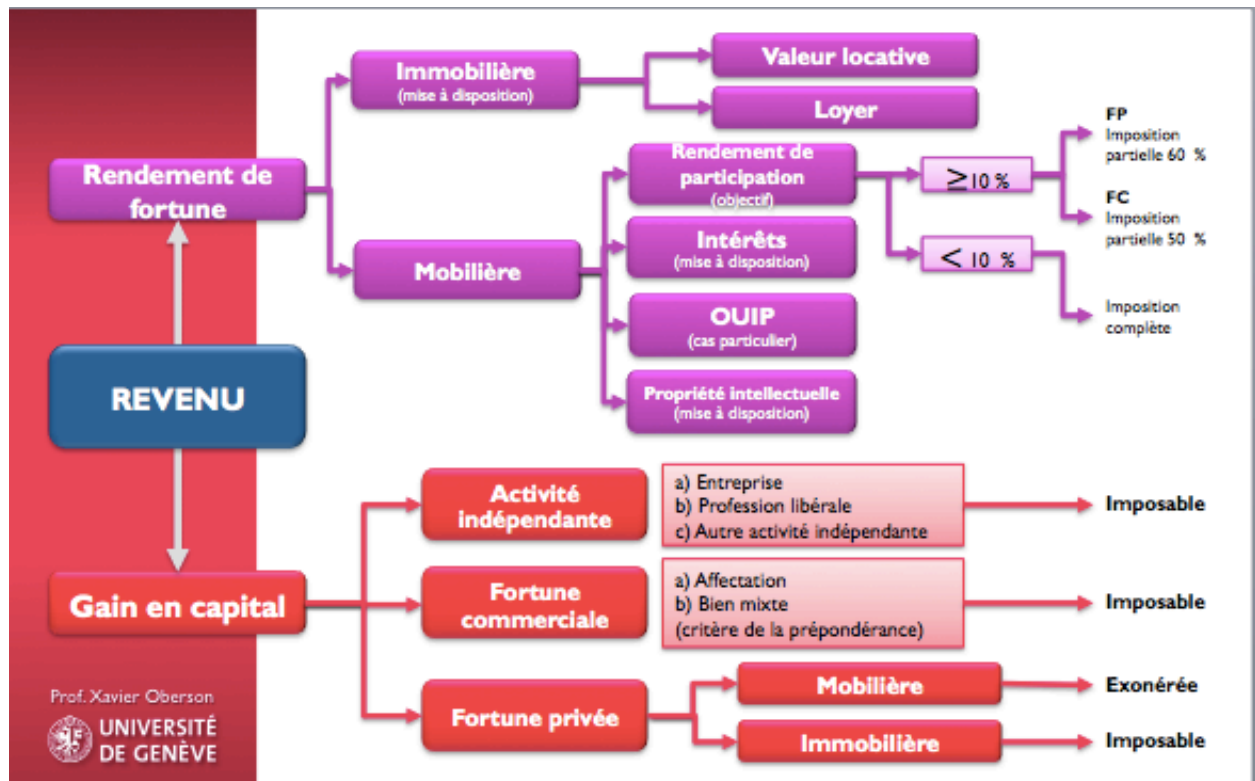 Immobilière
(mise à disposition)
Valeur locative
Loyer
Rendement de
fortune
Mobilière
Rendement de
participation
(objectif)
≥10 %
FP
Imposition
partielle 60 %
FC
Imposition
partielle 50 %
< 10 %
Imposition
complète
Intérêts
(mise à disposition)
OUIP
(cas particulier)
Propriété intellectuelle
(mise à disposition)
REVENU
Gain en capital
Activité
indépendante
a) Entreprise
b) Profession libérale
c) Autre activité indépendante
Imposable
Fortune
commerciale
a) Affectation
b) Bien mixte
(critère de la prépondérance)
Imposable
Fortune privée
Mobilière
Exonérée
Immobilière
Imposable
Prof. Xavier Oberson
UNIVERSITÉ
DE GENÈVE